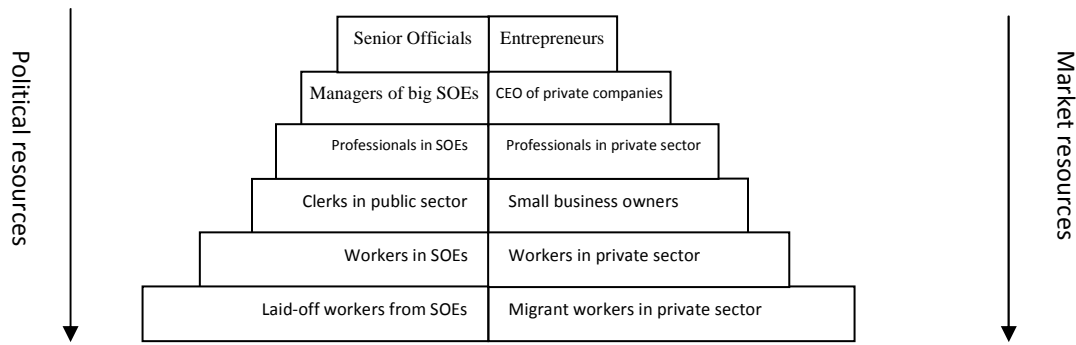 Political resources
Senior Officials
Entrepreneurs
Managers of big SOEs
CEO of private companies
Professionals in SOEs
Professionals in private sector
Clerks in public sector
Small business owners
Workers in SOEs
Workers in private sector
Laid-off workers from SOEs
Migrant workers in private sector
Market resources